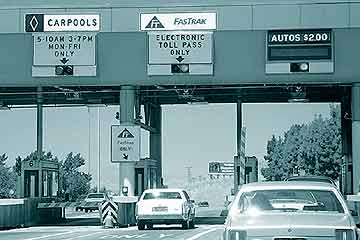 CARPOOLS
5-10AM 3-7PM
MON-FRI
ONLY
FASTRAK
ELECTRONIC
TOLL PASS
ONLY
AUTOS $2.00
FASTRAK
ONLY